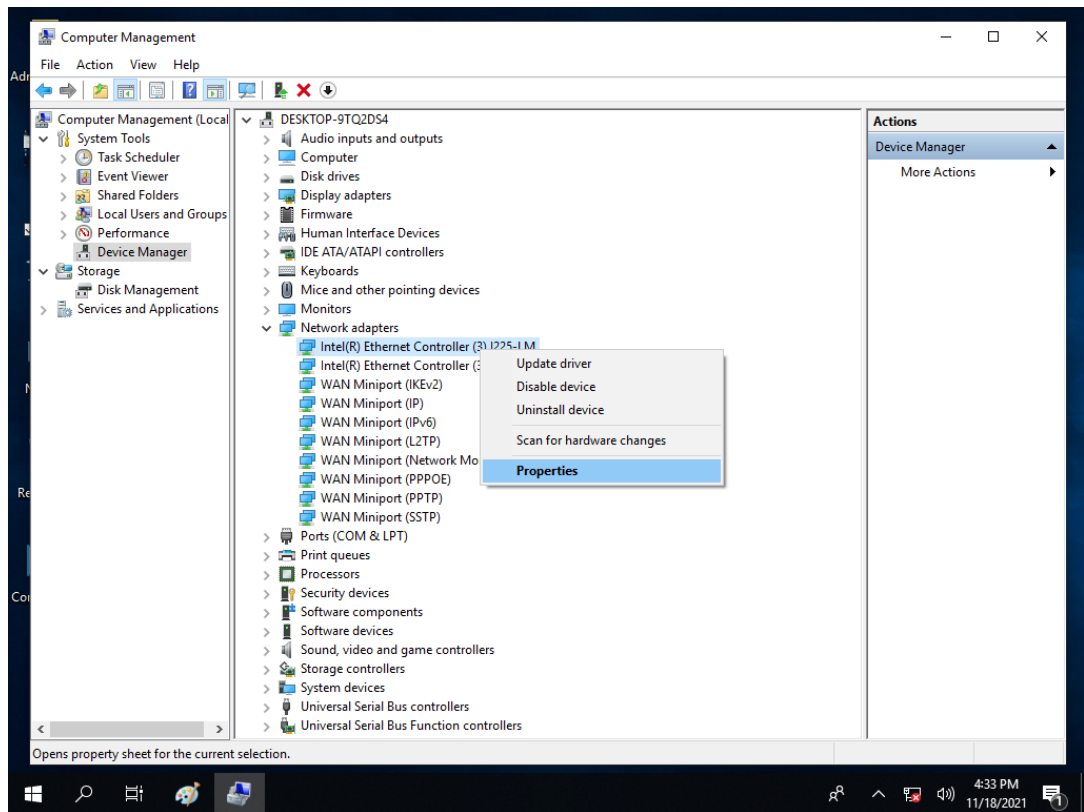 Computer Management
File Action View Help
Computer Management (Local
System Tools
Task Scheduler
Event Viewer
Shared Folders
Local Users and Groups
Performance
Device Manager
Storage
Disk Management
Services and Applications
DESKTOP-9TQ2DS4
Audio inputs and outputs
Computer
Disk drives
Display adapters
Firmware
Human Interface Devices
IDE ATA/ATAPI controllers
Keyboards
Mice and other pointing devices
Monitors
Network adapters
Intel(R) Ethernet Controller (3) I225-LM
Intel(R) Ethernet Controller (3
WAN Miniport (IKEv2)
WAN Miniport (IP)
WAN Miniport (IPv6)
WAN Miniport (L2TP)
WAN Miniport (Network Mo
WAN Miniport (PPPOE)
WAN Miniport (PPTP)
WAN Miniport (SSTP)
Ports (COM & LPT)
Print queues
Processors
Security devices
Software components
Software devices
Sound, video and game controllers
Storage controllers
System devices
Universal Serial Bus controllers
Universal Serial Bus Function controllers
Update driver
Disable device
Uninstall device
Scan for hardware changes
Properties
Actions
Device Manager
More Actions
Opens property sheet for the current selection.
4:33 PM
11/18/2021
1